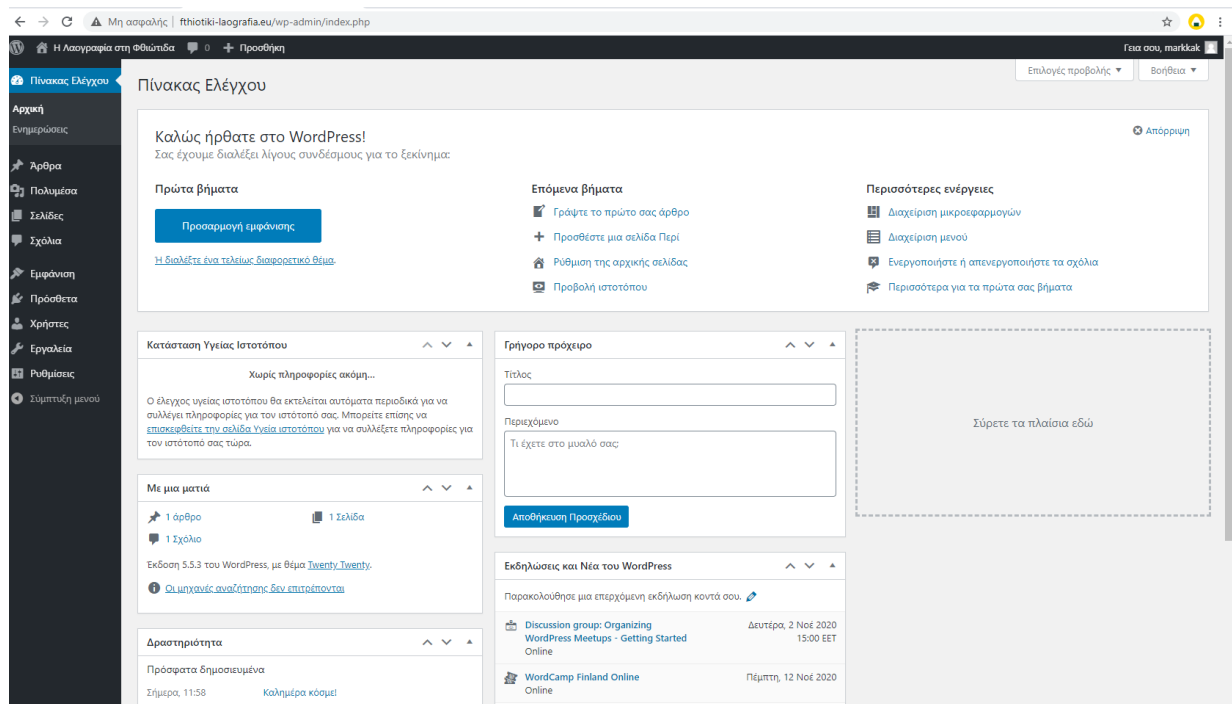 Μη ασφαλής | fthiotiki-laografia.eu/wp-admin/index.php
Η Λαογραφία στη Φθιώτιδα 0 + Προσθήκη
Γεια σου, markkak
Πίνακας Ελέγχου
Αρχική
Ενημερώσεις
Άρθρα
Πολυμέσα
Σελίδες
Σχόλια
Εμφάνιση
Πρόσθετα
Χρήστες
Εργαλεία
Ρυθμίσεις
Σύμπτυξη μενού
Επιλογές προβολής
Βοήθεια
Πίνακας Ελέγχου
Καλώς ήρθατε στο WordPress!
Απόρριψη
Σας έχουμε διαλέξει λίγους συνδέσμους για το ξεκίνημα:
Πρώτα βήματα
Προσαρμογή εμφάνισης
Ή διαλέξτε ένα τελείως διαφορετικό θέμα.
Επόμενα βήματα
Γράψτε το πρώτο σας άρθρο
Προσθέστε μια σελίδα Περί
Ρύθμιση της αρχικής σελίδας
Προβολή ιστοτόπου
Περισσότερες ενέργειες
Διαχείριση μικροεφαρμογών
Διαχείριση μενού
Ενεργοποιήστε ή απενεργοποιήστε τα σχόλια
Περισσότερα για τα πρώτα σας βήματα
Κατάσταση Υγείας Ιστοτόπου
Χωρίς πληροφορίες ακόμη...
Ο έλεγχος υγείας ιστοτόπου θα εκτελείται αυτόματα περιοδικά για να
συλλέγει πληροφορίες για τον ιστότοπό σας. Μπορείτε επίσης να
επισκεφθείτε την σελίδα Υγεία ιστοτόπου για να συλλέξετε πληροφορίες για
τον ιστότοπό σας τώρα.
Με μια ματιά
1 άρθρο
1 Σελίδα
1 Σχόλιο
Έκδοση 5.5.3 του WordPress, με θέμα Twenty Twenty.
Οι μηχανές αναζήτησης δεν επιτρέπονται
Δραστηριότητα
Πρόσφατα δημοσιευμένα
Σήμερα, 11:58 Καλημέρα κόσμε!
Γρήγορο πρόχειρο
Τίτλος
Περιεχόμενο
Τι έχετε στο μυαλό σας;
Αποθήκευση Προσχέδιου
Εκδηλώσεις και Νέα του WordPress
Παρακολούθησε μια επερχόμενη εκδήλωση κοντά σου.
Discussion group: Organizing Δευτέρα, 2 Νοέ 2020
WordPress Meetups - Getting Started 15:00 EET
Online
WordCamp Finland Online Πέμπτη, 12 Νοέ 2020
Online
Σύρετε τα πλαίσια εδώ